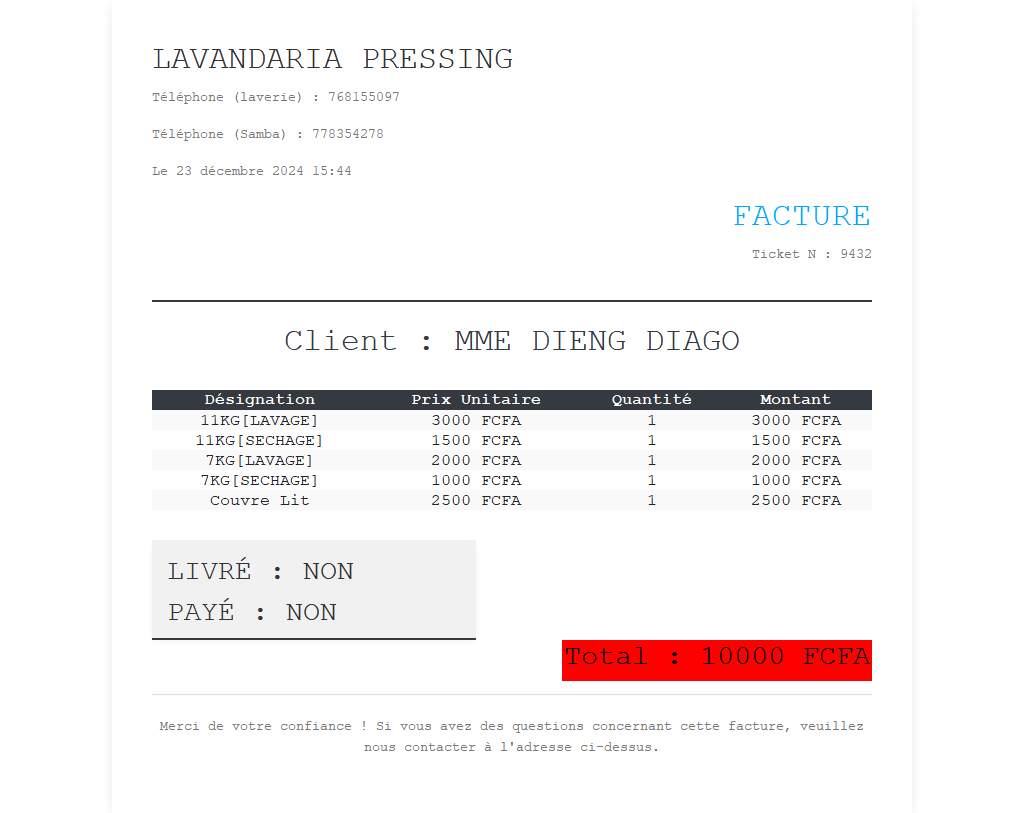 LAVANDARIA PRESSING
Téléphone (laverie) : 768155097
Téléphone (Samba) : 778354278
Le 23 décembre 2024 15:44
FACTURE
Ticket N : 9432
Client : MME DIENG DIAGO
Désignation Prix Unitaire Quantité Montant
11KG[LAVAGE] 3000 FCFA 1 3000 FCFA
11KG[SECHAGE] 1500 FCFA 1 1500 FCFA
7KG[LAVAGE] 2000 FCFA 1 2000 FCFA
7KG[SECHAGE] 1000 FCFA 1 1000 FCFA
Couvre Lit 2500 FCFA 1 2500 FCFA
LIVRÉ : NON
PAYÉ : NON
Total : 10000 FCFA
Merci de votre confiance ! Si vous avez des questions concernant cette facture, veuillez
nous contacter à l'adresse ci-dessus.